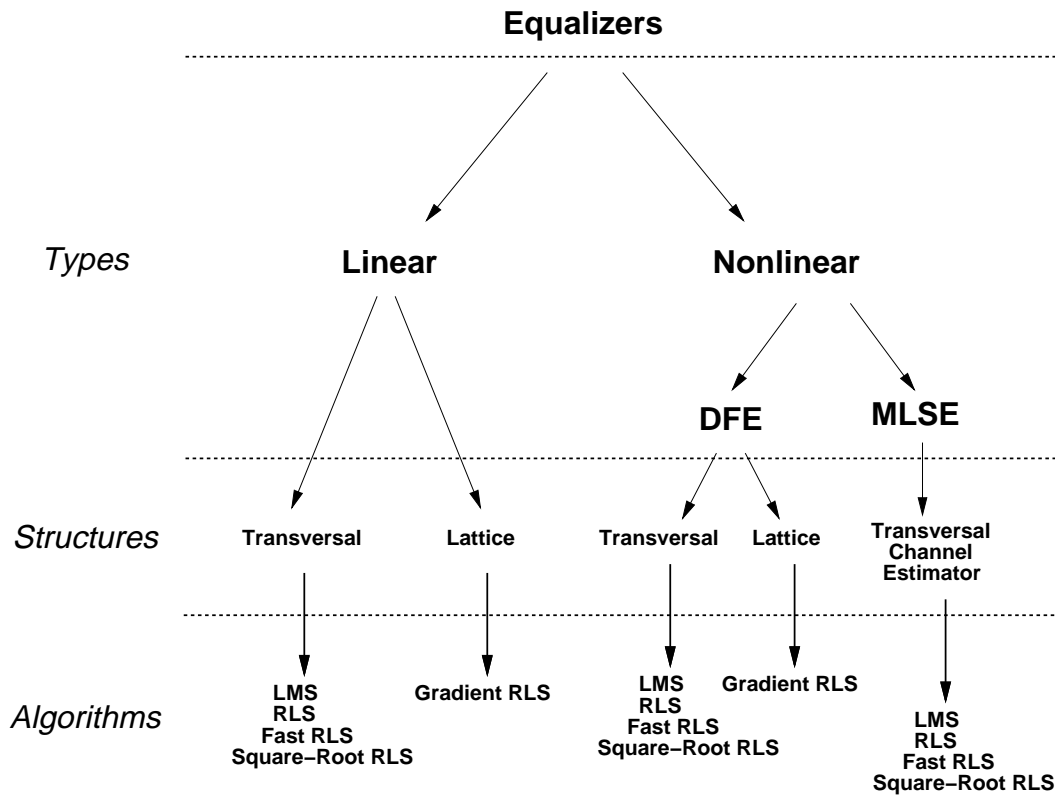 Equalizers
Types
Linear
Nonlinear
DFE
MLSE
Structures
Transversal
Lattice
Transversal
Lattice
Transversal
Channel
Estimator
Algorithms
LMS
RLS
Fast RLS
Square−Root RLS
Gradient RLS
LMS
RLS
Fast RLS
Square−Root RLS
Gradient RLS
LMS
RLS
Fast RLS
Square−Root RLS